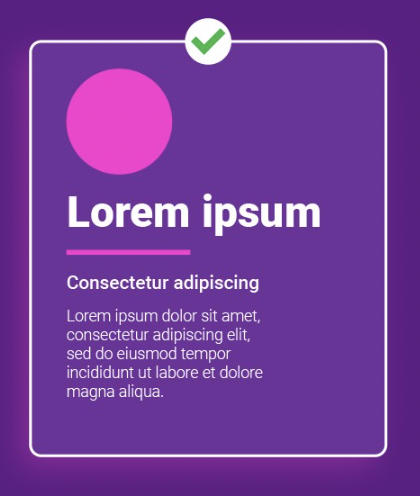 Lorem ipsum
Consectetur adipiscing
Lorem ipsum dolor sit amet,
consectetur adipiscing elit,
sed do eiusmod tempor
incididunt ut labore et dolore
magna aliqua.